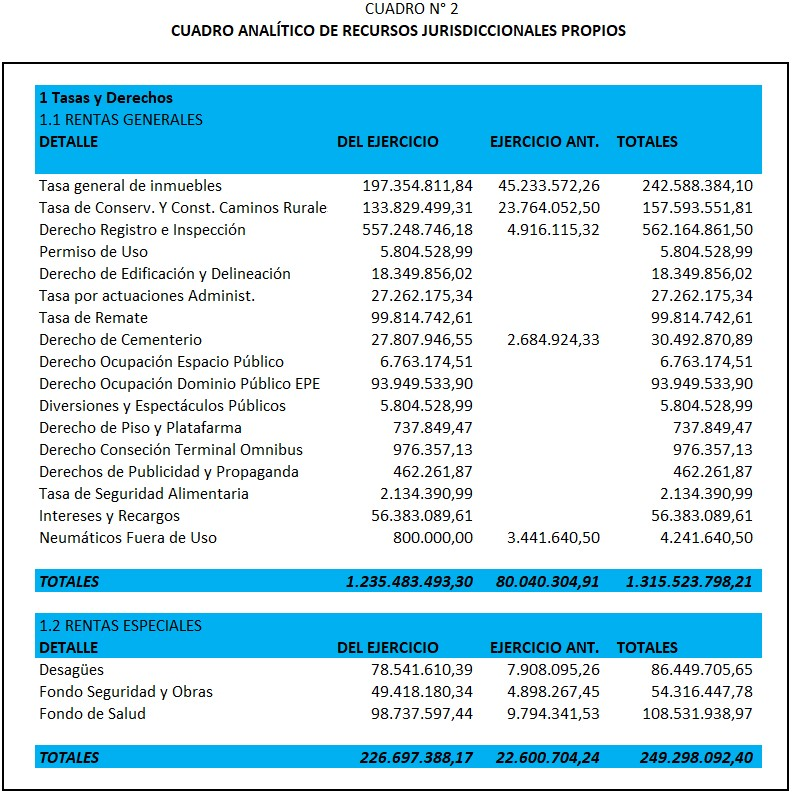 CUADRO N° 2
CUADRO ANALÍTICO DE RECURSOS JURISDICCIONALES PROPIOS
1 Tasas y Derechos
1.1 RENTAS GENERALES
DETALLE DEL EJERCICIO EJERCICIO ANT. TOTALES
Tasa general de inmuebles 197.354.811,84 45.233.572,26 242.588.384,10
Tasa de Conserv. Y Const. Caminos Rurale 133.829.499,31 23.764.052,50 157.593.551,81
Derecho Registro e Inspección 557.248.746,18 4.916.115,32 562.164.861,50
Permiso de Uso 5.804.528,99 5.804.528,99
Derecho de Edificación y Delineación 18.349.856,02 18.349.856,02
Tasa por actuaciones Administ. 27.262.175,34 27.262.175,34
Tasa de Remate 99.814.742,61 99.814.742,61
Derecho de Cementerio 27.807.946,55 2.684.924,33 30.492.870,89
Derecho Ocupación Espacio Público 6.763.174,51 6.763.174,51
Derecho Ocupación Dominio Público EPE 93.949.533,90 93.949.533,90
Diversiones y Espectáculos Públicos 5.804.528,99 5.804.528,99
Derecho de Piso y Plataforma 737.849,47 737.849,47
Derecho Conseción Terminal Omnibus 976.357,13 976.357,13
Derechos de Publicidad y Propaganda 462.261,87 462.261,87
Tasa de Seguridad Alimentaria 2.134.390,99 2.134.390,99
Intereses y Recargos 56.383.089,61 56.383.089,61
Neumáticos Fuera de Uso 800.000,00 3.441.640,50 4.241.640,50
TOTALES 1.235.483.493,30 80.040.304,91 1.315.523.798,21
1.2 RENTAS ESPECIALES
DETALLE DEL EJERCICIO EJERCICIO ANT. TOTALES
Desagües 78.541.610,39 7.908.095,26 86.449.705,65
Fondo Seguridad y Obras 49.418.180,34 4.898.267,45 54.316.447,78
Fondo de Salud 98.737.597,44 9.794.341,53 108.531.938,97
TOTALES 226.697.388,17 22.600.704,24 249.298.092,40